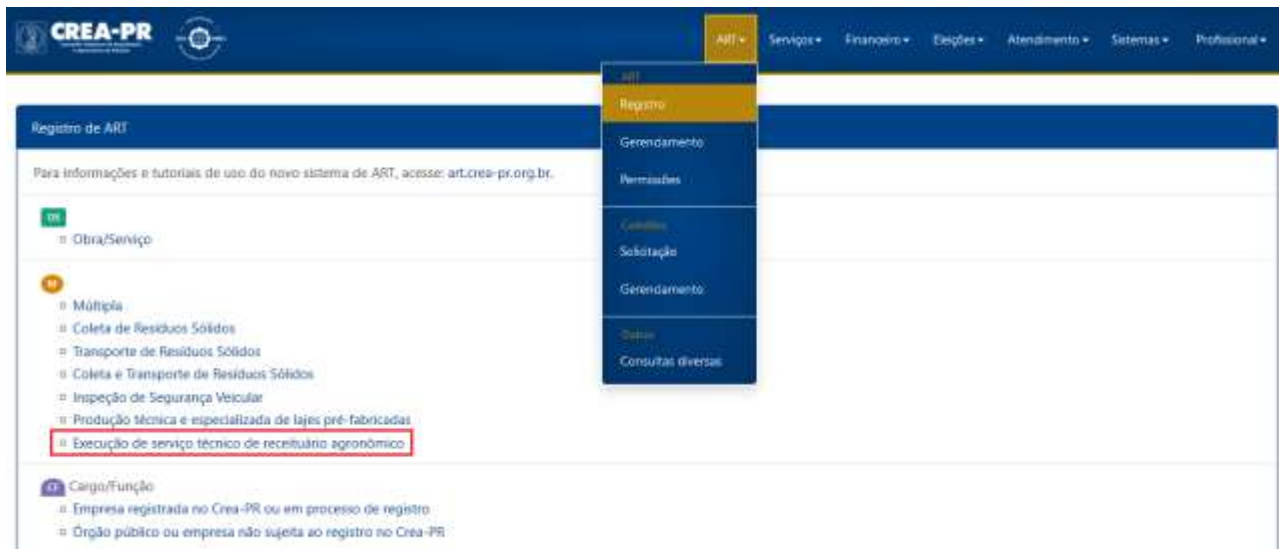 CREA-PR
ART Serviços Financeiro Eleições Atendimento Sistemas Profissional
ART
Registro
Gerenciamento
Permissões
Solicitação
Gerenciamento
Outros
Consultas diversas
Registro de ART
Para informações e tutoriais de uso do novo sistema de ART, acesse: art.crea-pr.org.br.
OS
Obra/Serviço
M
Múltipla
Coleta de Resíduos Sólidos
Transporte de Resíduos Sólidos
Coleta e Transporte de Resíduos Sólidos
Inspeção de Segurança Veicular
Produção técnica e especializada de lajes pré-fabricadas
Execução de serviço técnico de receituário agronômico
CF Cargo/Função
Empresa registrada no Crea-PR ou em processo de registro
Órgão público ou empresa não sujeita ao registro no Crea-PR